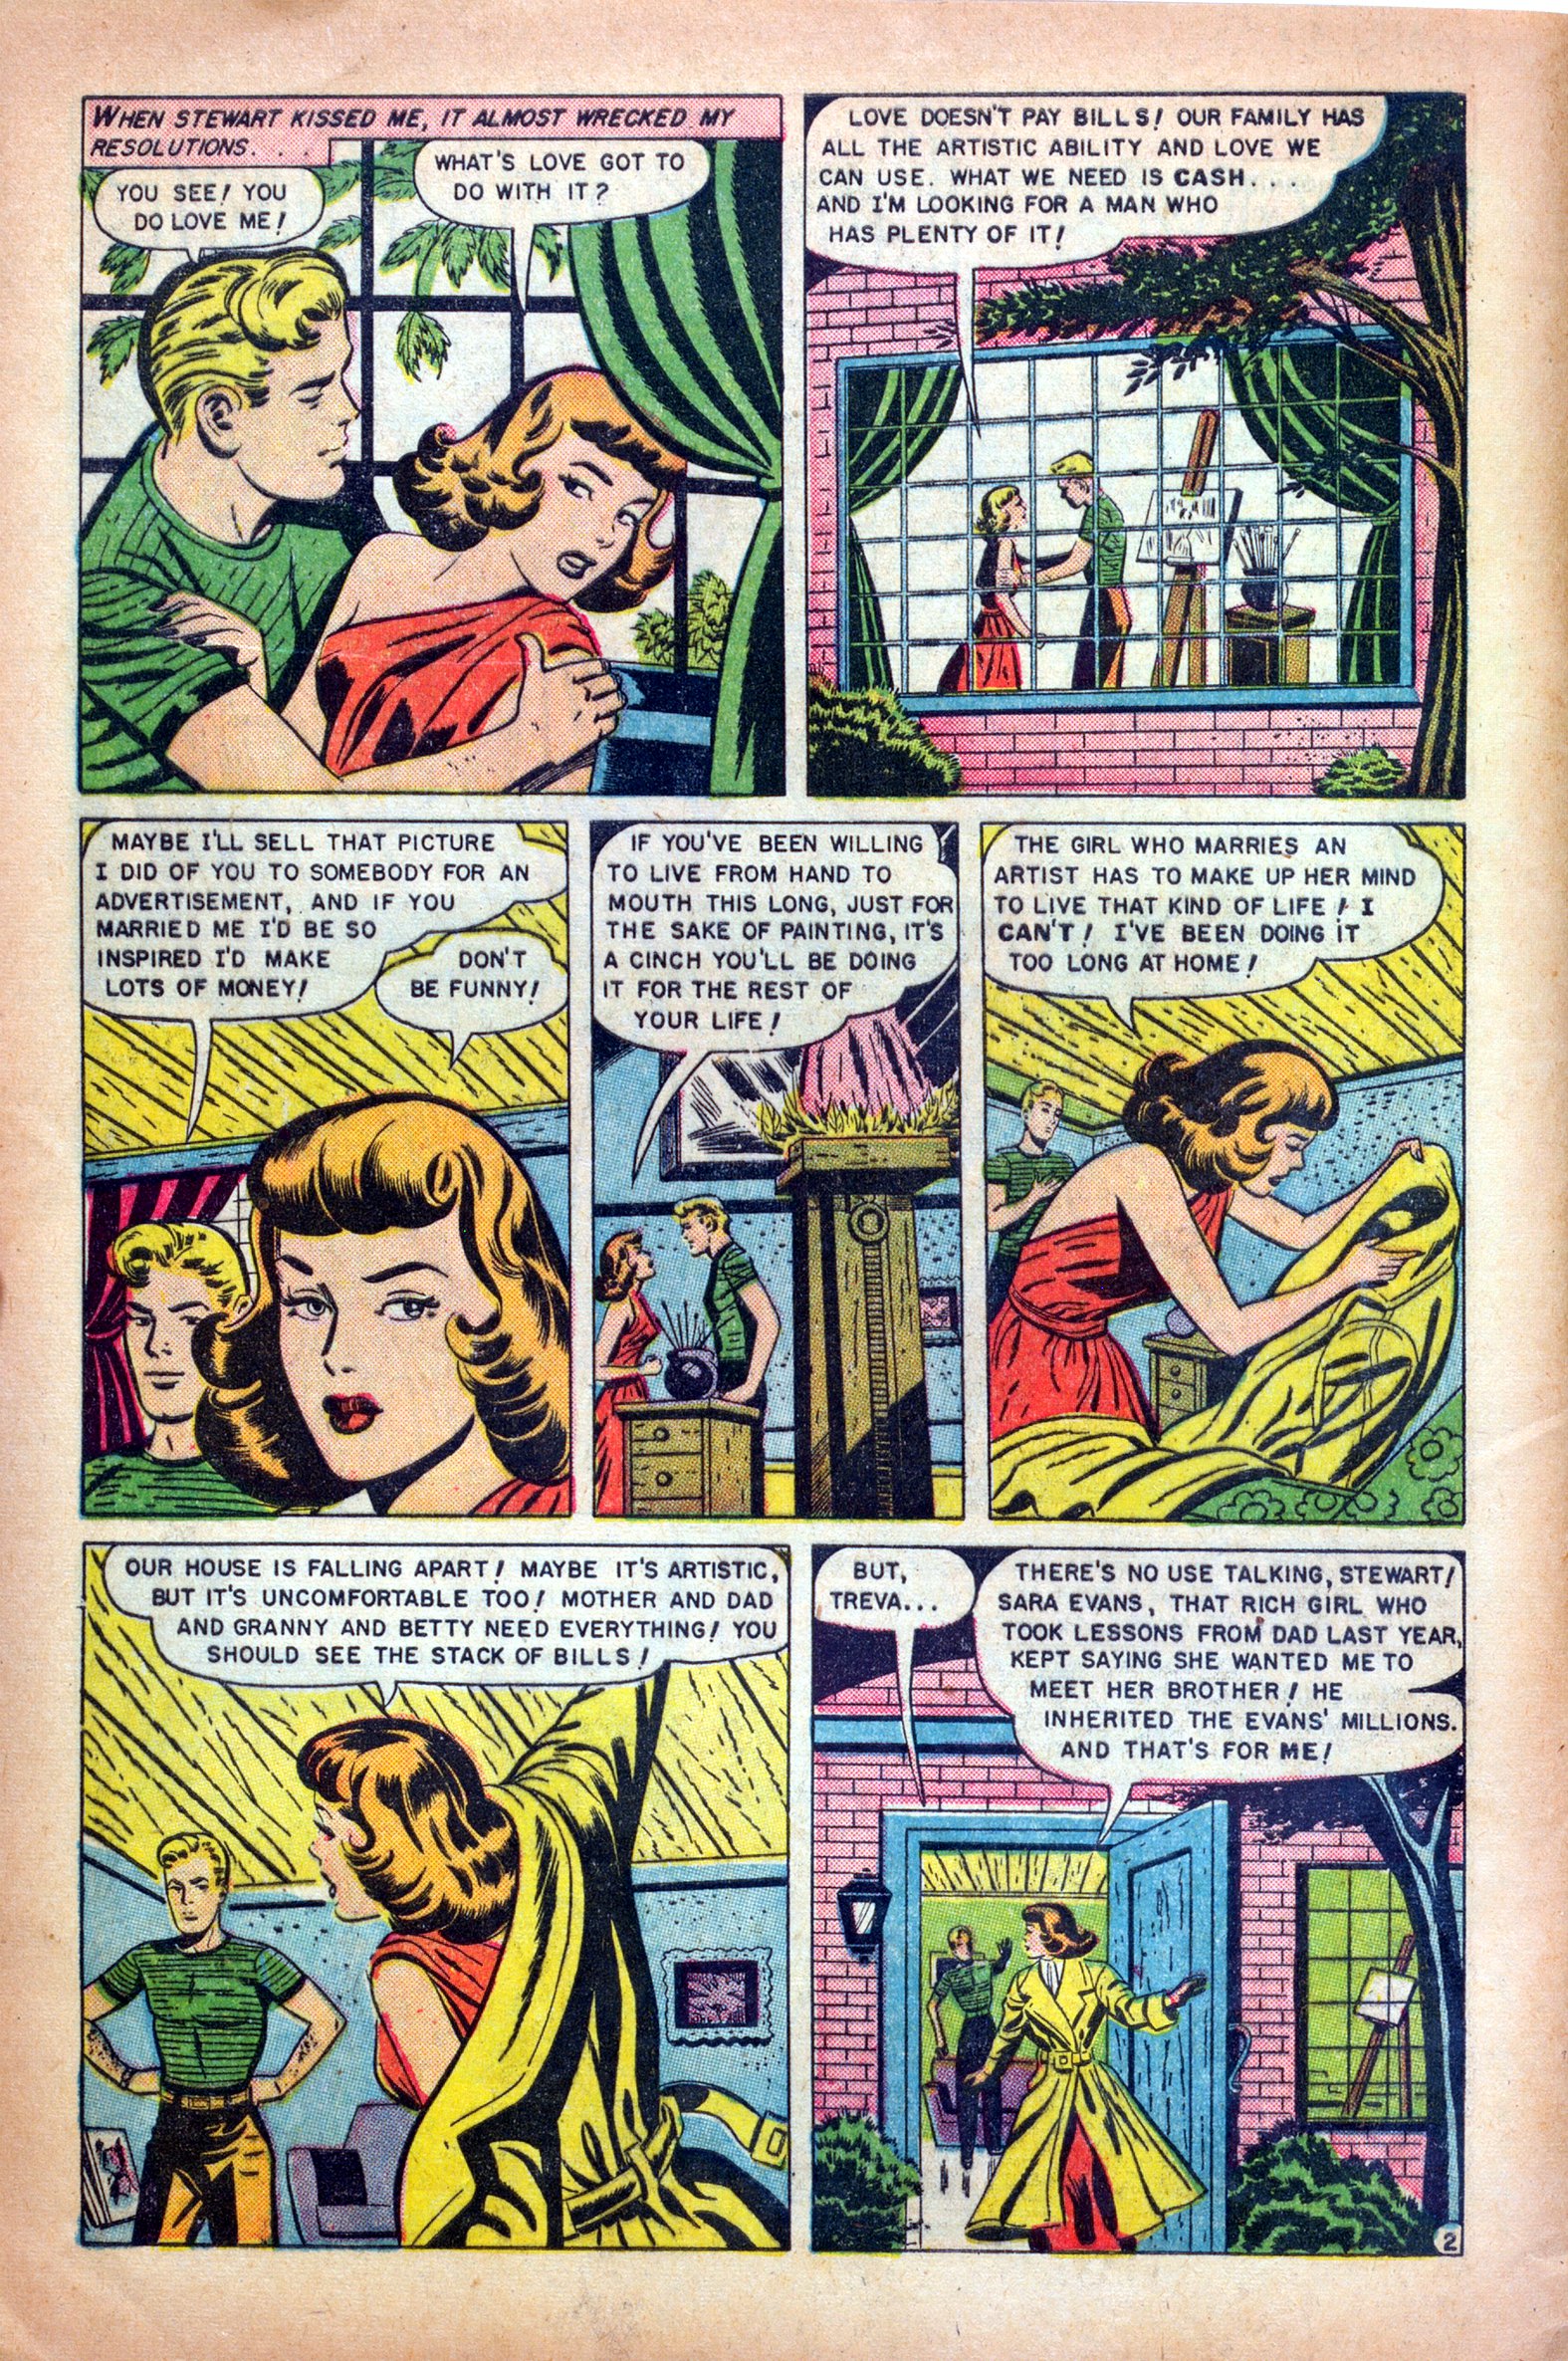 WHEN STEWART KISSED ME, IT ALMOST WRECKED MY
RESOLUTIONS. . .
YOU SEE! YOU
DO LOVE ME!
WHAT'S LOVE GOT TO
DO WITH IT?
LOVE DOESN'T PAY BILLS! OUR FAMILY HAS
ALL THE ARTISTIC ABILITY AND LOVE WE
CAN USE. WHAT WE NEED IS CASH. . .
AND I'M LOOKING FOR A MAN WHO
HAS PLENTY OF IT!
MAYBE I'LL SELL THAT PICTURE
I DID OF YOU TO SOMEBODY FOR AN
ADVERTISEMENT, AND IF YOU
MARRIED ME I'D BE SO
INSPIRED I'D MAKE
LOTS OF MONEY!
DON'T
BE FUNNY!
IF YOU'VE BEEN WILLING
TO LIVE FROM HAND TO
MOUTH THIS LONG, JUST FOR
THE SAKE OF PAINTING, IT'S
A CINCH YOU'LL BE DOING
IT FOR THE REST OF
YOUR LIFE!
THE GIRL WHO MARRIES AN
ARTIST HAS TO MAKE UP HER MIND
TO LIVE THAT KIND OF LIFE! I
CAN'T! I'VE BEEN DOING IT
TOO LONG AT HOME!
OUR HOUSE IS FALLING APART! MAYBE IT'S ARTISTIC,
BUT IT'S UNCOMFORTABLE TOO! MOTHER AND DAD
AND GRANNY AND BETTY NEED EVERYTHING! YOU
SHOULD SEE THE STACK OF BILLS!
BUT,
TREVA...
THERE'S NO USE TALKING, STEWART!
SARA EVANS, THAT RICH GIRL WHO
TOOK LESSONS FROM DAD LAST YEAR,
KEPT SAYING SHE WANTED ME TO
MEET HER BROTHER! HE
INHERITED THE EVANS' MILLIONS.
AND THAT'S FOR ME!
2